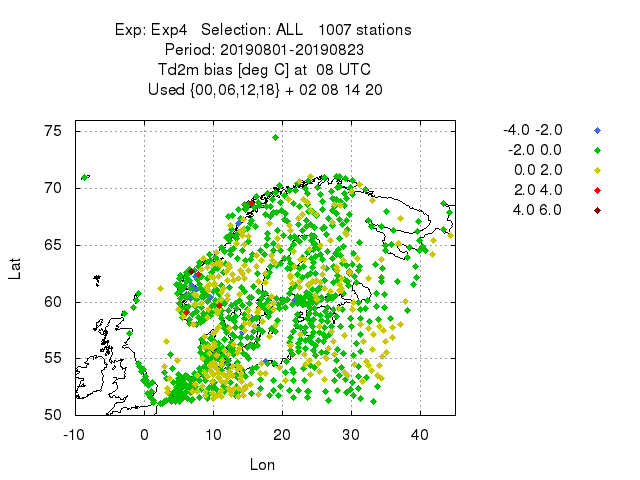 Exp: Exp4 Selection: ALL 1007 stations
Period: 20190801-20190823
Td2m bias [deg C] at 08 UTC
Used {00,06,12,18} + 02 08 14 20
-4.0 -2.0
-2.0 0.0
0.0 2.0
2.0 4.0
4.0 6.0
75
70
65
60
55
50
Lat
-10 0 10 20 30 40
Lon